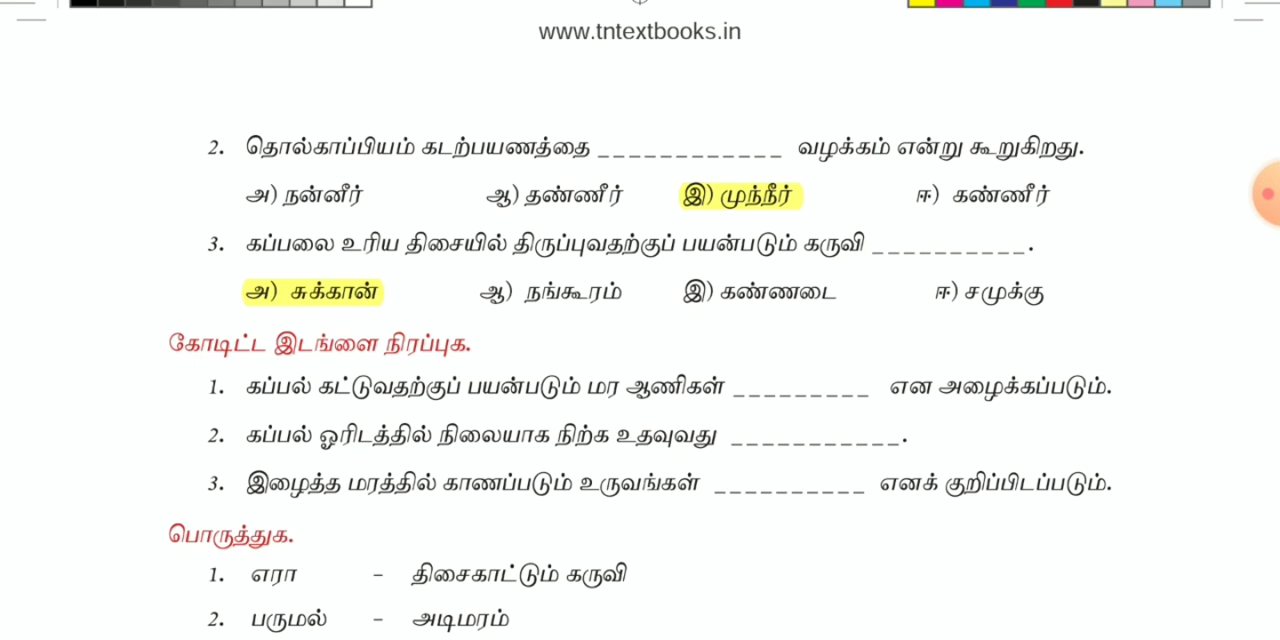 www.tntextbooks.in
2. தொல்காப்பியம் கடற்பயணத்தை ____________ வழக்கம் என்று கூறுகிறது.
அ) நன்னீர் ஆ) தண்ணீர் இ) முந்நீர் ஈ) கண்ணீர்
3. கப்பலை உரிய திசையில் திருப்புவதற்குப் பயன்படும் கருவி __________.
அ) சுக்கான் ஆ) நங்கூரம் இ) கண்ணடை ஈ) சமுக்கு
கோடிட்ட இடங்களை நிரப்புக.
1. கப்பல் கட்டுவதற்குப் பயன்படும் மர ஆணிகள் _________ என அழைக்கப்படும்.
2. கப்பல் ஓரிடத்தில் நிலையாக நிற்க உதவுவது ___________.
3. இழைத்த மரத்தில் காணப்படும் உருவங்கள் __________ எனக் குறிப்பிடப்படும்.
பொருத்துக.
1. எரா – திசைகாட்டும் கருவி
2. பருமல் – அடிமரம்